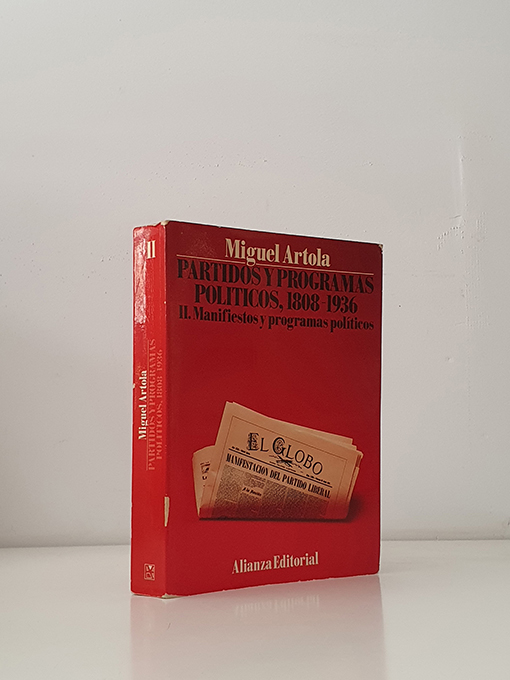 II
Miguel Artola
PARTIDOS Y PROGRAMAS
POLITICOS, 1808-1936
Miguel Artola
PARTIDOS Y PROGRAMAS
POLITICOS, 1808-1936
II. Manifiestos y programas políticos
EL GLOBO
MANIFESTACION DEL PARTIDO LIBERAL
Alianza Editorial